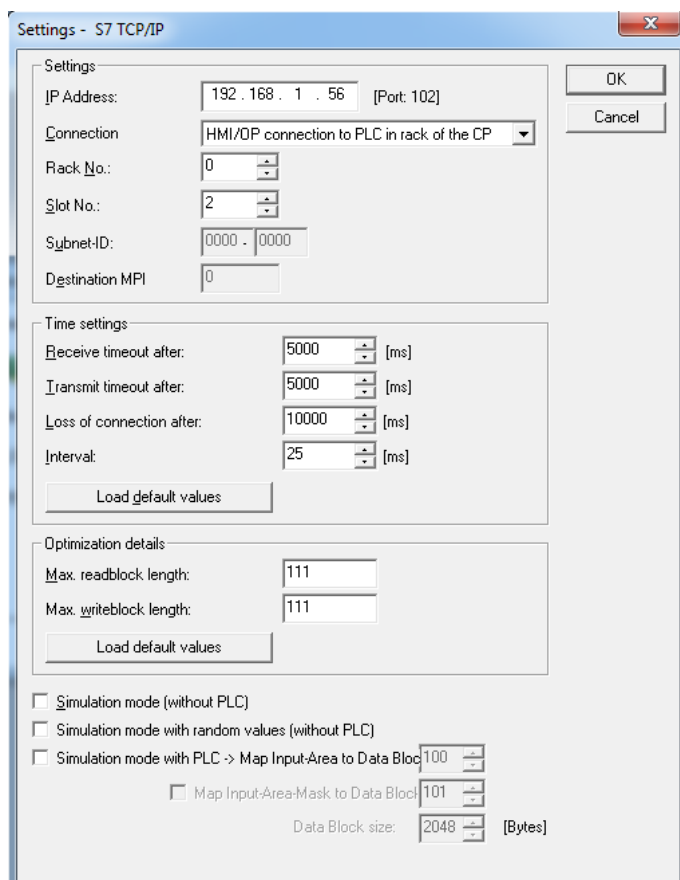 Settings - S7 TCP/IP
Settings
IP Address: 192 . 168 . 1 . 56 [Port: 102]
OK
Connection HMI/OP connection to PLC in rack of the CP
Cancel
Rack No.: 0
Slot No.: 2
Subnet-ID: 0000 - 0000
Destination MPI 0
Time settings
Receive timeout after: 5000 [ms]
Transmit timeout after: 5000 [ms]
Loss of connection after: 10000 [ms]
Interval: 25 [ms]
Load default values
Optimization details
Max. readblock length: 111
Max. writeblock length: 111
Load default values
Simulation mode (without PLC)
Simulation mode with random values (without PLC)
Simulation mode with PLC -> Map Input-Area to Data Bloc 100
Map Input-Area-Mask to Data Block 101
Data Block size: 2048 [Bytes]